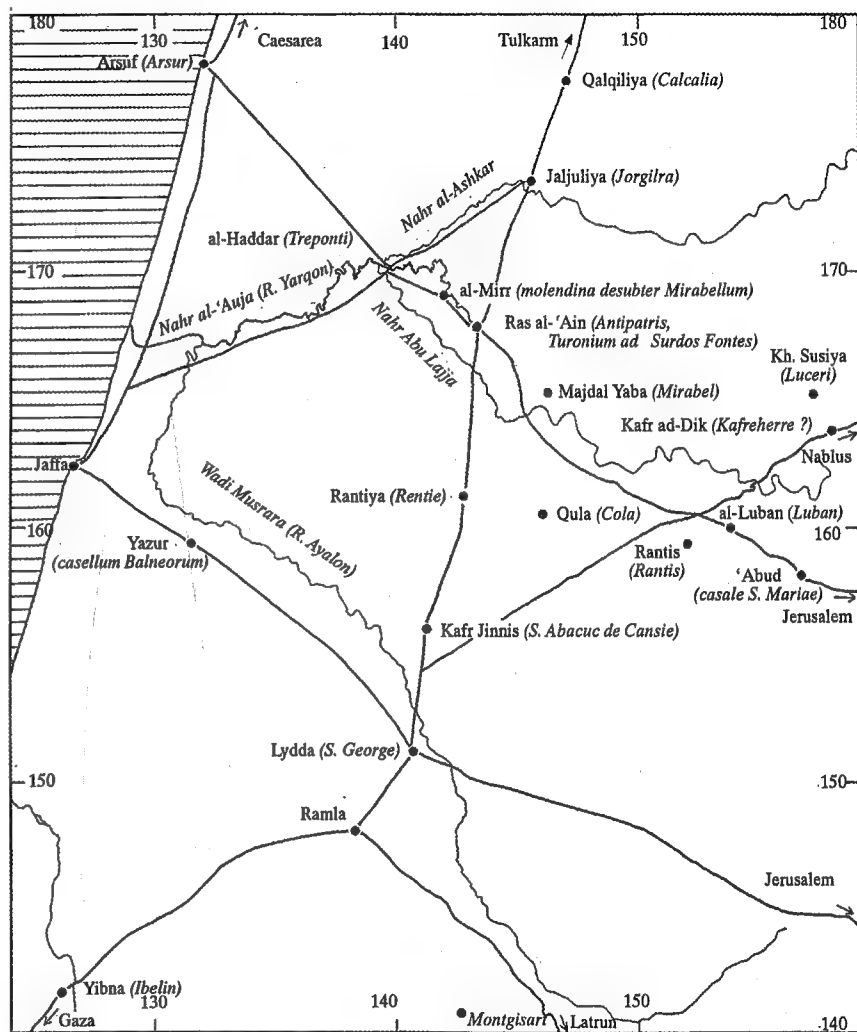 180
130
140
150
180
Caesarea
Tulkarm
Arsuf (Arsur)
Qalqiliya (Calcalia)
Nahr al-Ashkar
Jaljuliya (Jorgilra)
al-Haddar (Treponti)
170
170
Nahr al-‘Auja (R. Yarqon)
al-Mirr (molendina desubter Mirabellum)
Nahr Abu Lajja
Ras al-‘Ain (Antipatris,
Turonium ad Surdos Fontes)
Kh. Susiya
(Luceri)
Majdal Yaba (Mirabel)
Kafr ad-Dik (Kafreherre ?)
Nablus
Jaffa
Wadi Musrara (R. Ayalon)
Rantiya (Rentie)
Qula (Cola)
al-Luban (Luban)
160
160
Yazur
(casellum Balneorum)
Rantis
(Rantis)
‘Abud
(casale S. Mariae)
Jerusalem
Kafr Jinnis (S. Abacuc de Cansie)
Lydda (S. George)
150
150
Ramla
Jerusalem
Yibna (Ibelin)
130
140
150
Gaza
Montgisart
Latrun
140